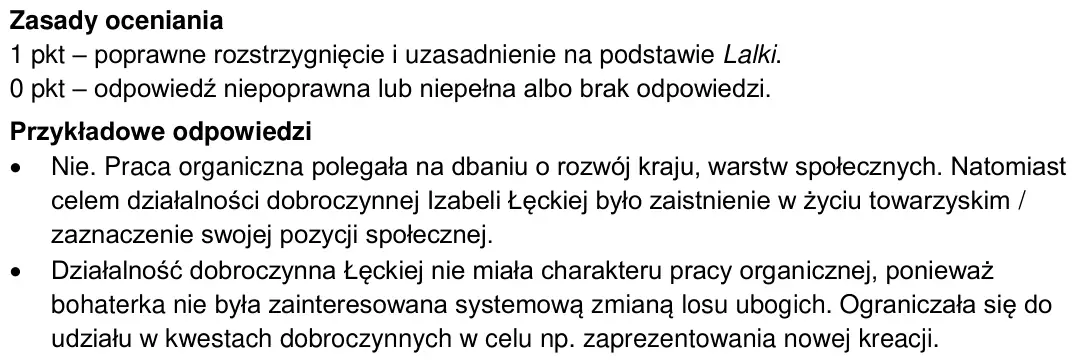 Zasady oceniania
1 pkt – poprawne rozstrzygnięcie i uzasadnienie na podstawie Lalki.
0 pkt – odpowiedź niepoprawna lub niepełna albo brak odpowiedzi.
Przykładowe odpowiedzi
• Nie. Praca organiczna polegała na dbaniu o rozwój kraju, warstw społecznych. Natomiast
celem działalności dobroczynnej Izabeli Łęckiej było zaistnienie w życiu towarzyskim /
zaznaczenie swojej pozycji społecznej.
• Działalność dobroczynna Łęckiej nie miała charakteru pracy organicznej, ponieważ
bohaterka nie była zainteresowana systemową zmianą losu ubogich. Ograniczała się do
udziału w kwestach dobroczynnych w celu np. zaprezentowania nowej kreacji.